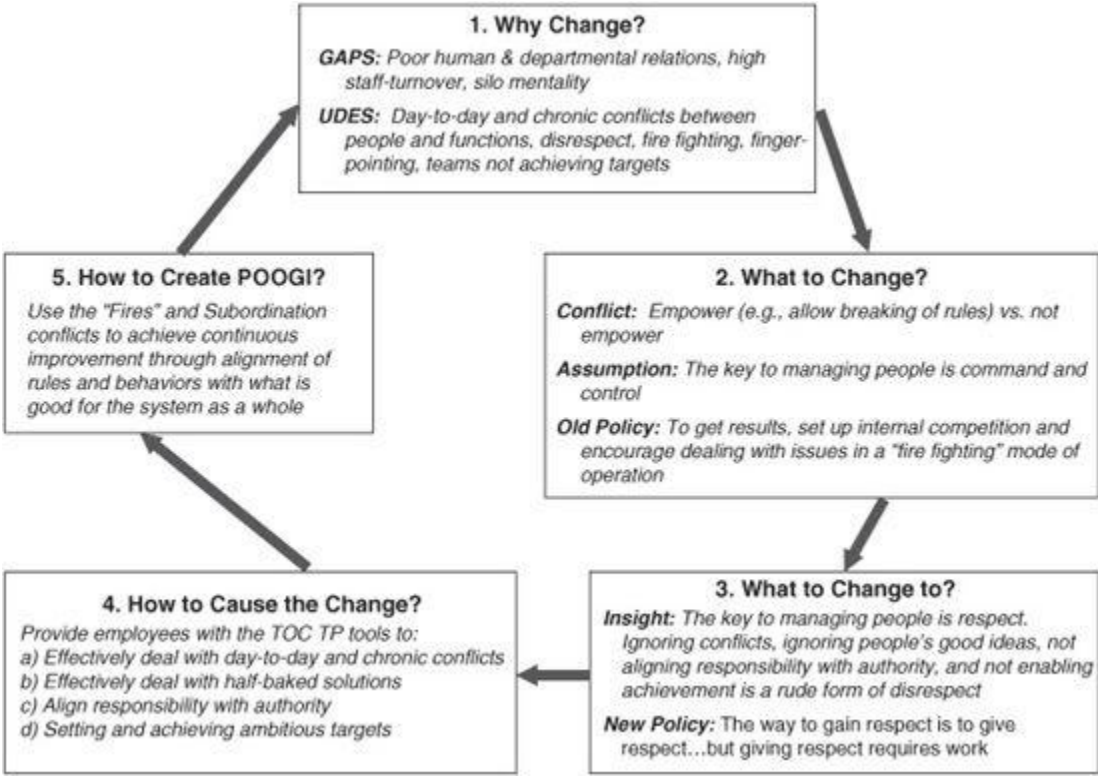 1. Why Change?
GAPS: Poor human & departmental relations, high
staff-turnover, silo mentality
UDES: Day-to-day and chronic conflicts between
people and functions, disrespect, fire fighting, finger-
pointing, teams not achieving targets
2. What to Change?
Conflict: Empower (e.g., allow breaking of rules) vs. not
empower
Assumption: The key to managing people is command and
control
Old Policy: To get results, set up internal competition and
encourage dealing with issues in a "fire fighting" mode of
operation
3. What to Change to?
Insight: The key to managing people is respect.
Ignoring conflicts, ignoring people's good ideas, not
aligning responsibility with authority, and not enabling
achievement is a rude form of disrespect
New Policy: The way to gain respect is to give
respect...but giving respect requires work
4. How to Cause the Change?
Provide employees with the TOC TP tools to:
a) Effectively deal with day-to-day and chronic conflicts
b) Effectively deal with half-baked solutions
c) Align responsibility with authority
d) Setting and achieving ambitious targets
5. How to Create POOGI?
Use the "Fires" and Subordination
conflicts to achieve continuous
improvement through alignment of
rules and behaviors with what is
good for the system as a whole